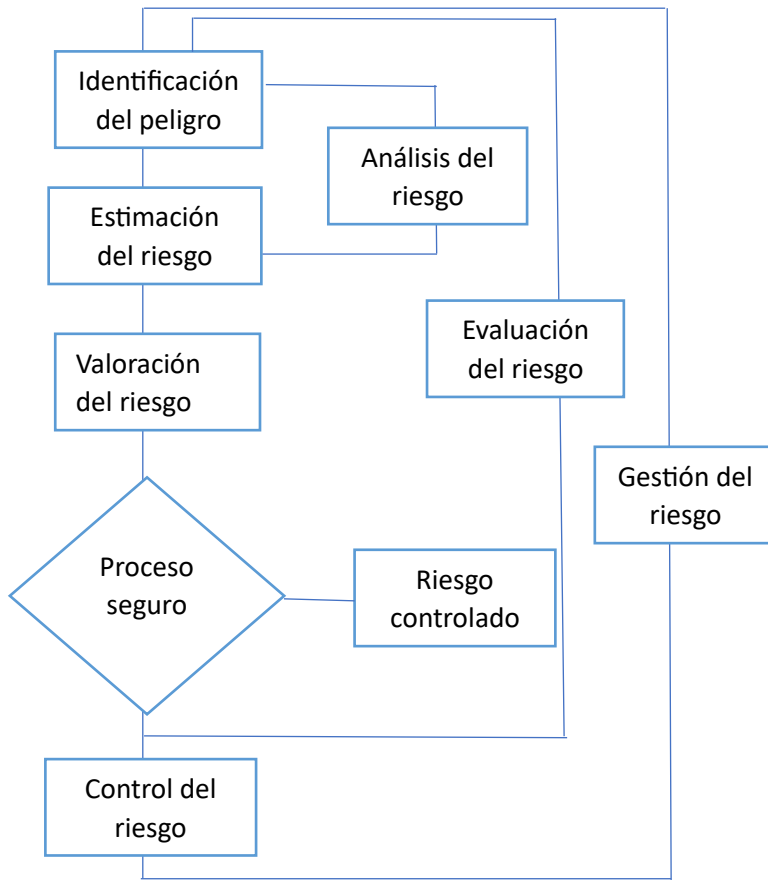 Identificación
del peligro
Análisis del
riesgo
Estimación
del riesgo
Evaluación
del riesgo
Valoración
del riesgo
Gestión del
riesgo
Proceso
seguro
Riesgo
controlado
Control del
riesgo